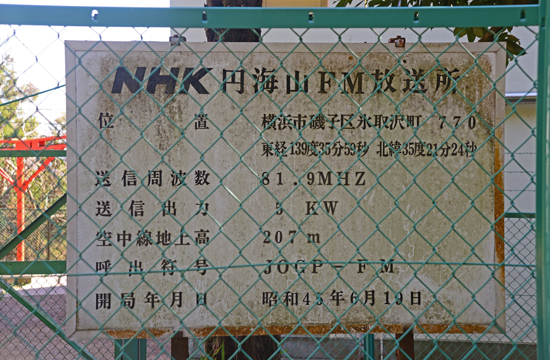 NHK 円海山FM放送所
位置 横浜市磯子区氷取沢町 770
東経139度35分59秒 北緯35度21分24秒
送信周波数 81.9MHZ
送信出力 5 KW
空中線地上高 207m
呼出符号 JOGP-FM
開局年月日 昭和45年6月19日